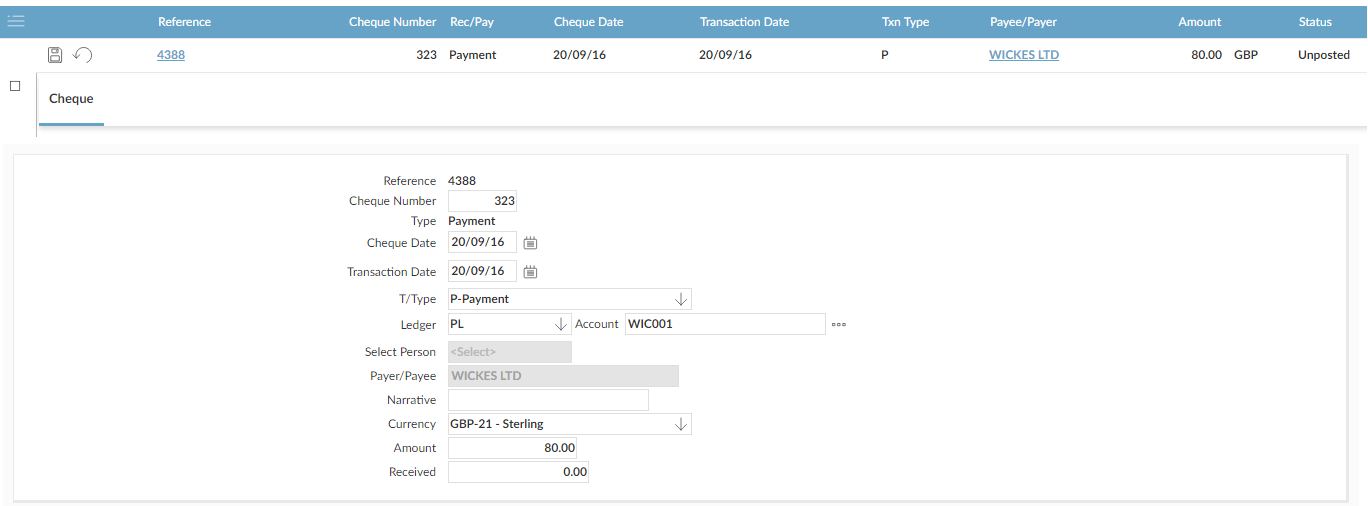 Reference Cheque Number Rec/Pay Cheque Date Transaction Date Txn Type Payee/Payer Amount Status
4388 323 Payment 20/09/16 20/09/16 P WICKES LTD 80.00 GBP Unposted
Cheque
Reference 4388
Cheque Number 323
Type Payment
Cheque Date 20/09/16
Transaction Date 20/09/16
T/Type P-Payment
Ledger PL Account WIC001
Select Person <Select>
Payer/Payee WICKES LTD
Narrative
Currency GBP-21 - Sterling
Amount 80.00
Received 0.00